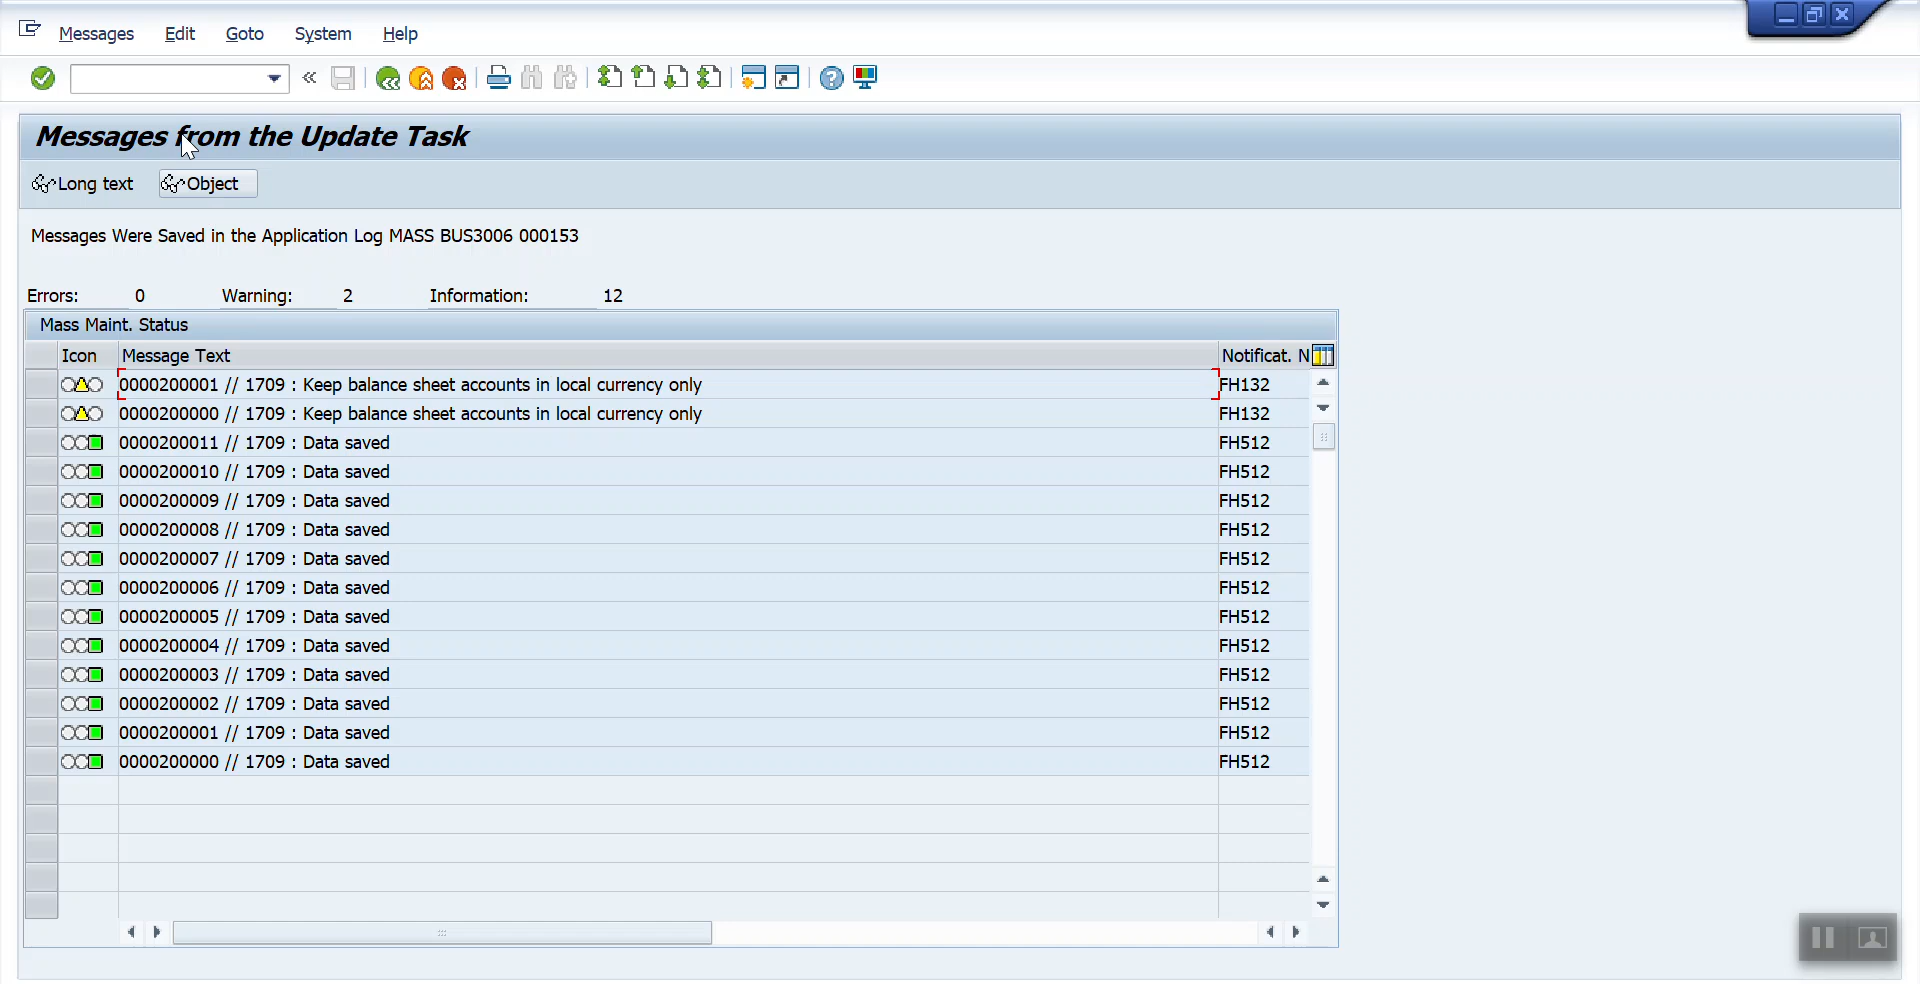 Messages Edit Goto System Help
Messages from the Update Task
Long text Object
Messages Were Saved in the Application Log MASS BUS3006 000153
Errors: 0 Warning: 2 Information: 12
Mass Maint. Status
Icon Message Text Notificat. N
0000200001 // 1709 : Keep balance sheet accounts in local currency only FH132
0000200000 // 1709 : Keep balance sheet accounts in local currency only FH132
0000200011 // 1709 : Data saved FH512
0000200010 // 1709 : Data saved FH512
0000200009 // 1709 : Data saved FH512
0000200008 // 1709 : Data saved FH512
0000200007 // 1709 : Data saved FH512
0000200006 // 1709 : Data saved FH512
0000200005 // 1709 : Data saved FH512
0000200004 // 1709 : Data saved FH512
0000200003 // 1709 : Data saved FH512
0000200002 // 1709 : Data saved FH512
0000200001 // 1709 : Data saved FH512
0000200000 // 1709 : Data saved FH512